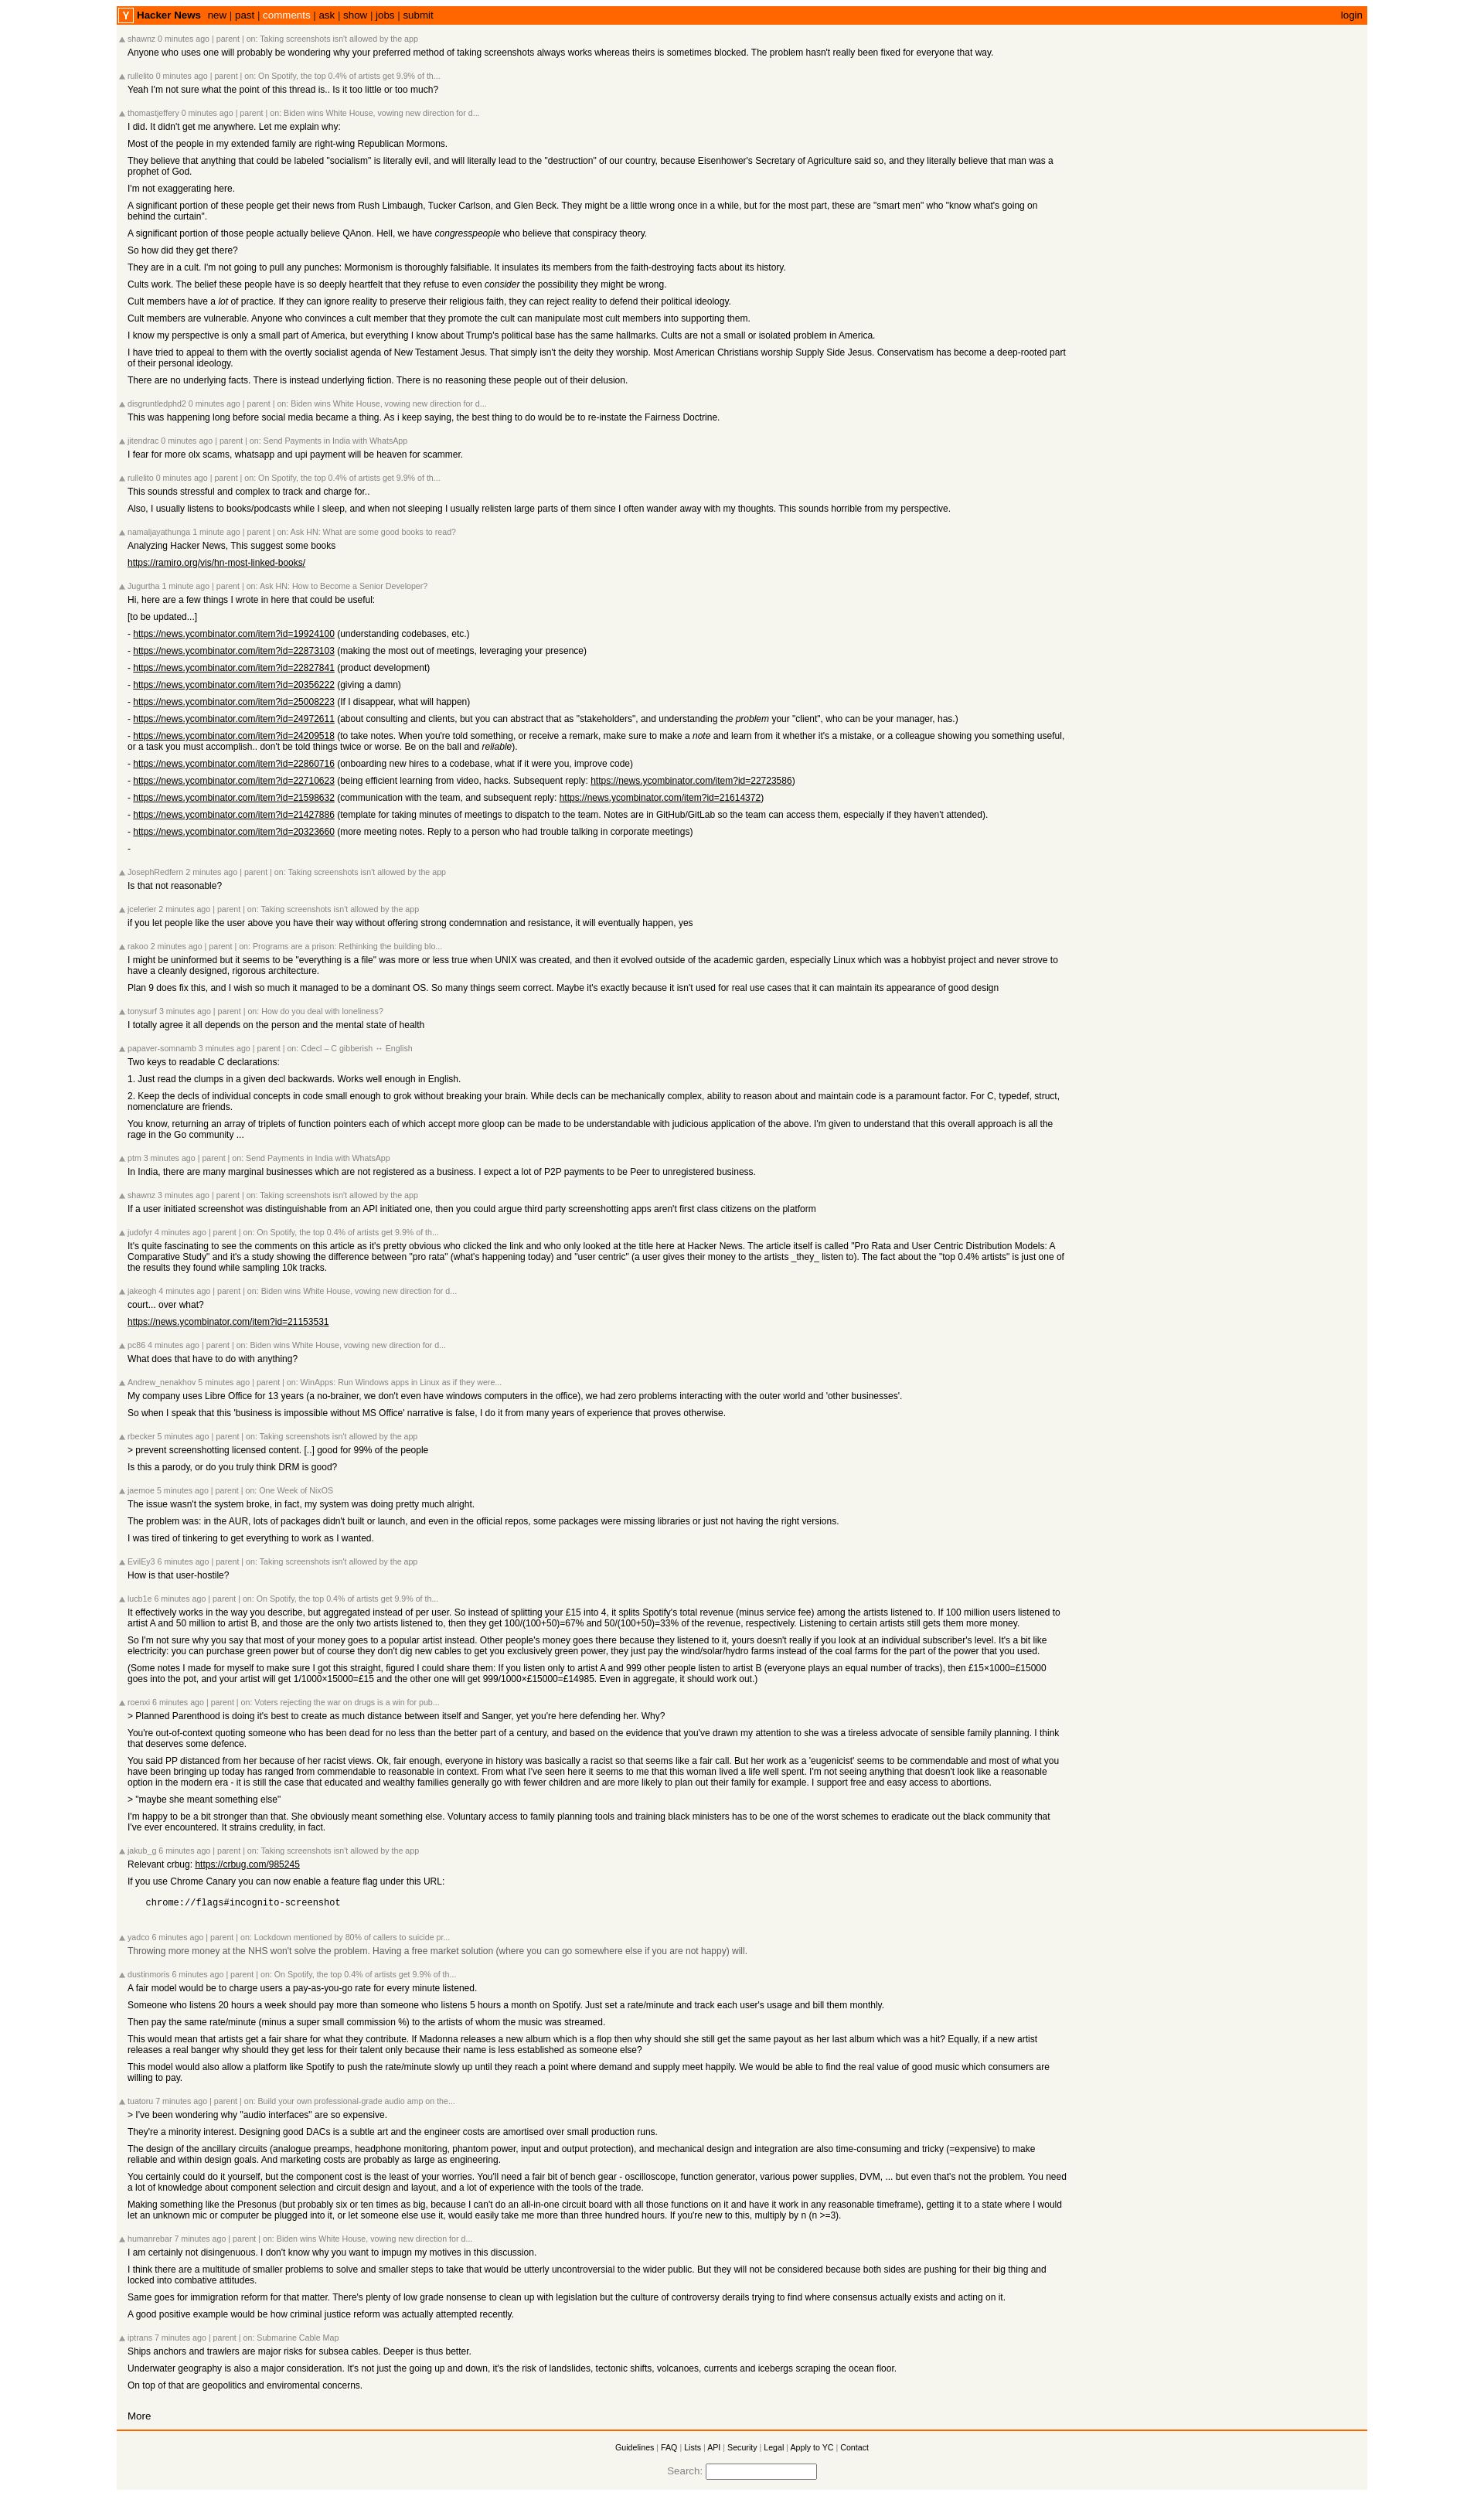 Y Hacker News new | past | comments | ask | show | jobs | submit login
shawnz 0 minutes ago | parent | on: Taking screenshots isn't allowed by the app
Anyone who uses one will probably be wondering why your preferred method of taking screenshots always works whereas theirs is sometimes blocked. The problem hasn't really been fixed for everyone that way.
rullelito 0 minutes ago | parent | on: On Spotify, the top 0.4% of artists get 9.9% of th...
Yeah I'm not sure what the point of this thread is.. Is it too little or too much?
thomastjeffery 0 minutes ago | parent | on: Biden wins White House, vowing new direction for d...
I did. It didn't get me anywhere. Let me explain why:
Most of the people in my extended family are right-wing Republican Mormons.
They believe that anything that could be labeled "socialism" is literally evil, and will literally lead to the "destruction" of our country, because Eisenhower's Secretary of Agriculture said so, and they literally believe that man was a
prophet of God.
I'm not exaggerating here.
A significant portion of these people get their news from Rush Limbaugh, Tucker Carlson, and Glen Beck. They might be a little wrong once in a while, but for the most part, these are "smart men" who "know what's going on
behind the curtain".
A significant portion of those people actually believe QAnon. Hell, we have congresspeople who believe that conspiracy theory.
So how did they get there?
They are in a cult. I'm not going to pull any punches: Mormonism is thoroughly falsifiable. It insulates its members from the faith-destroying facts about its history.
Cults work. The belief these people have is so deeply heartfelt that they refuse to even consider the possibility they might be wrong.
Cult members have a lot of practice. If they can ignore reality to preserve their religious faith, they can reject reality to defend their political ideology.
Cult members are vulnerable. Anyone who convinces a cult member that they promote the cult can manipulate most cult members into supporting them.
I know my perspective is only a small part of America, but everything I know about Trump's political base has the same hallmarks. Cults are not a small or isolated problem in America.
I have tried to appeal to them with the overtly socialist agenda of New Testament Jesus. That simply isn't the deity they worship. Most American Christians worship Supply Side Jesus. Conservatism has become a deep-rooted part
of their personal ideology.
There are no underlying facts. There is instead underlying fiction. There is no reasoning these people out of their delusion.
disgruntledphd2 0 minutes ago | parent | on: Biden wins White House, vowing new direction for d...
This was happening long before social media became a thing. As i keep saying, the best thing to do would be to re-instate the Fairness Doctrine.
jitendrac 0 minutes ago | parent | on: Send Payments in India with WhatsApp
I fear for more olx scams, whatsapp and upi payment will be heaven for scammer.
rullelito 0 minutes ago | parent | on: On Spotify, the top 0.4% of artists get 9.9% of th...
This sounds stressful and complex to track and charge for..
Also, I usually listens to books/podcasts while I sleep, and when not sleeping I usually relisten large parts of them since I often wander away with my thoughts. This sounds horrible from my perspective.
namaljayathunga 1 minute ago | parent | on: Ask HN: What are some good books to read?
Analyzing Hacker News, This suggest some books
https://ramiro.org/vis/hn-most-linked-books/
Jugurtha 1 minute ago | parent | on: Ask HN: How to Become a Senior Developer?
Hi, here are a few things I wrote in here that could be useful:
[to be updated...]
- https://news.ycombinator.com/item?id=19924100 (understanding codebases, etc.)
- https://news.ycombinator.com/item?id=22873103 (making the most out of meetings, leveraging your presence)
- https://news.ycombinator.com/item?id=22827841 (product development)
- https://news.ycombinator.com/item?id=20356222 (giving a damn)
- https://news.ycombinator.com/item?id=25008223 (If I disappear, what will happen)
- https://news.ycombinator.com/item?id=24972611 (about consulting and clients, but you can abstract that as "stakeholders", and understanding the problem your "client", who can be your manager, has.)
- https://news.ycombinator.com/item?id=24209518 (to take notes. When you're told something, or receive a remark, make sure to make a note and learn from it whether it's a mistake, or a colleague showing you something useful,
or a task you must accomplish.. don't be told things twice or worse. Be on the ball and reliable).
- https://news.ycombinator.com/item?id=22860716 (onboarding new hires to a codebase, what if it were you, improve code)
- https://news.ycombinator.com/item?id=22710623 (being efficient learning from video, hacks. Subsequent reply: https://news.ycombinator.com/item?id=22723586)
- https://news.ycombinator.com/item?id=21598632 (communication with the team, and subsequent reply: https://news.ycombinator.com/item?id=21614372)
- https://news.ycombinator.com/item?id=21427886 (template for taking minutes of meetings to dispatch to the team. Notes are in GitHub/GitLab so the team can access them, especially if they haven't attended).
- https://news.ycombinator.com/item?id=20323660 (more meeting notes. Reply to a person who had trouble talking in corporate meetings)
-
JosephRedfern 2 minutes ago | parent | on: Taking screenshots isn't allowed by the app
Is that not reasonable?
jcelerier 2 minutes ago | parent | on: Taking screenshots isn't allowed by the app
if you let people like the user above you have their way without offering strong condemnation and resistance, it will eventually happen, yes
rakoo 2 minutes ago | parent | on: Programs are a prison: Rethinking the building blo...
I might be uninformed but it seems to be "everything is a file" was more or less true when UNIX was created, and then it evolved outside of the academic garden, especially Linux which was a hobbyist project and never strove to
have a cleanly designed, rigorous architecture.
Plan 9 does fix this, and I wish so much it managed to be a dominant OS. So many things seem correct. Maybe it's exactly because it isn't used for real use cases that it can maintain its appearance of good design
tonysurf 3 minutes ago | parent | on: How do you deal with loneliness?
I totally agree it all depends on the person and the mental state of health
papaver-somnamb 3 minutes ago | parent | on: Cdecl – C gibberish ↔ English
Two keys to readable C declarations:
1. Just read the clumps in a given decl backwards. Works well enough in English.
2. Keep the decls of individual concepts in code small enough to grok without breaking your brain. While decls can be mechanically complex, ability to reason about and maintain code is a paramount factor. For C, typedef, struct,
nomenclature are friends.
You know, returning an array of triplets of function pointers each of which accept more gloop can be made to be understandable with judicious application of the above. I'm given to understand that this overall approach is all the
rage in the Go community ...
ptm 3 minutes ago | parent | on: Send Payments in India with WhatsApp
In India, there are many marginal businesses which are not registered as a business. I expect a lot of P2P payments to be Peer to unregistered business.
shawnz 3 minutes ago | parent | on: Taking screenshots isn't allowed by the app
If a user initiated screenshot was distinguishable from an API initiated one, then you could argue third party screenshotting apps aren't first class citizens on the platform
judofyr 4 minutes ago | parent | on: On Spotify, the top 0.4% of artists get 9.9% of th...
It's quite fascinating to see the comments on this article as it's pretty obvious who clicked the link and who only looked at the title here at Hacker News. The article itself is called "Pro Rata and User Centric Distribution Models: A
Comparative Study" and it's a study showing the difference between "pro rata" (what's happening today) and "user centric" (a user gives their money to the artists _they_ listen to). The fact about the "top 0.4% artists" is just one of
the results they found while sampling 10k tracks.
jakeogh 4 minutes ago | parent | on: Biden wins White House, vowing new direction for d...
court... over what?
https://news.ycombinator.com/item?id=21153531
pc86 4 minutes ago | parent | on: Biden wins White House, vowing new direction for d...
What does that have to do with anything?
Andrew_nenakhov 5 minutes ago | parent | on: WinApps: Run Windows apps in Linux as if they were...
My company uses Libre Office for 13 years (a no-brainer, we don't even have windows computers in the office), we had zero problems interacting with the outer world and 'other businesses'.
So when I speak that this 'business is impossible without MS Office' narrative is false, I do it from many years of experience that proves otherwise.
rbecker 5 minutes ago | parent | on: Taking screenshots isn't allowed by the app
> prevent screenshotting licensed content. [..] good for 99% of the people
Is this a parody, or do you truly think DRM is good?
jaemoe 5 minutes ago | parent | on: One Week of NixOS
The issue wasn't the system broke, in fact, my system was doing pretty much alright.
The problem was: in the AUR, lots of packages didn't built or launch, and even in the official repos, some packages were missing libraries or just not having the right versions.
I was tired of tinkering to get everything to work as I wanted.
EvilEy3 6 minutes ago | parent | on: Taking screenshots isn't allowed by the app
How is that user-hostile?
lucb1e 6 minutes ago | parent | on: On Spotify, the top 0.4% of artists get 9.9% of th...
It effectively works in the way you describe, but aggregated instead of per user. So instead of splitting your £15 into 4, it splits Spotify's total revenue (minus service fee) among the artists listened to. If 100 million users listened to
artist A and 50 million to artist B, and those are the only two artists listened to, then they get 100/(100+50)=67% and 50/(100+50)=33% of the revenue, respectively. Listening to certain artists still gets them more money.
So I'm not sure why you say that most of your money goes to a popular artist instead. Other people's money goes there because they listened to it, yours doesn't really if you look at an individual subscriber's level. It's a bit like
electricity: you can purchase green power but of course they don't dig new cables to get you exclusively green power, they just pay the wind/solar/hydro farms instead of the coal farms for the part of the power that you used.
(Some notes I made for myself to make sure I got this straight, figured I could share them: If you listen only to artist A and 999 other people listen to artist B (everyone plays an equal number of tracks), then £15×1000=£15000
goes into the pot, and your artist will get 1/1000×15000=£15 and the other one will get 999/1000×£15000=£14985. Even in aggregate, it should work out.)
roenxi 6 minutes ago | parent | on: Voters rejecting the war on drugs is a win for pub...
> Planned Parenthood is doing it's best to create as much distance between itself and Sanger, yet you're here defending her. Why?
You're out-of-context quoting someone who has been dead for no less than the better part of a century, and based on the evidence that you've drawn my attention to she was a tireless advocate of sensible family planning. I think
that deserves some defence.
You said PP distanced from her because of her racist views. Ok, fair enough, everyone in history was basically a racist so that seems like a fair call. But her work as a 'eugenicist' seems to be commendable and most of what you
have been bringing up today has ranged from commendable to reasonable in context. From what I've seen here it seems to me that this woman lived a life well spent. I'm not seeing anything that doesn't look like a reasonable
option in the modern era - it is still the case that educated and wealthy families generally go with fewer children and are more likely to plan out their family for example. I support free and easy access to abortions.
> "maybe she meant something else"
I'm happy to be a bit stronger than that. She obviously meant something else. Voluntary access to family planning tools and training black ministers has to be one of the worst schemes to eradicate out the black community that
I've ever encountered. It strains credulity, in fact.
jakub_g 6 minutes ago | parent | on: Taking screenshots isn't allowed by the app
Relevant crbug: https://crbug.com/985245
If you use Chrome Canary you can now enable a feature flag under this URL:
chrome://flags#incognito-screenshot
yadco 6 minutes ago | parent | on: Lockdown mentioned by 80% of callers to suicide pr...
Throwing more money at the NHS won't solve the problem. Having a free market solution (where you can go somewhere else if you are not happy) will.
dustinmoris 6 minutes ago | parent | on: On Spotify, the top 0.4% of artists get 9.9% of th...
A fair model would be to charge users a pay-as-you-go rate for every minute listened.
Someone who listens 20 hours a week should pay more than someone who listens 5 hours a month on Spotify. Just set a rate/minute and track each user's usage and bill them monthly.
Then pay the same rate/minute (minus a super small commission %) to the artists of whom the music was streamed.
This would mean that artists get a fair share for what they contribute. If Madonna releases a new album which is a flop then why should she still get the same payout as her last album which was a hit? Equally, if a new artist
releases a real banger why should they get less for their talent only because their name is less established as someone else?
This model would also allow a platform like Spotify to push the rate/minute slowly up until they reach a point where demand and supply meet happily. We would be able to find the real value of good music which consumers are
willing to pay.
tuatoru 7 minutes ago | parent | on: Build your own professional-grade audio amp on the...
> I've been wondering why "audio interfaces" are so expensive.
They're a minority interest. Designing good DACs is a subtle art and the engineer costs are amortised over small production runs.
The design of the ancillary circuits (analogue preamps, headphone monitoring, phantom power, input and output protection), and mechanical design and integration are also time-consuming and tricky (=expensive) to make
reliable and within design goals. And marketing costs are probably as large as engineering.
You certainly could do it yourself, but the component cost is the least of your worries. You'll need a fair bit of bench gear - oscilloscope, function generator, various power supplies, DVM, ... but even that's not the problem. You need
a lot of knowledge about component selection and circuit design and layout, and a lot of experience with the tools of the trade.
Making something like the Presonus (but probably six or ten times as big, because I can't do an all-in-one circuit board with all those functions on it and have it work in any reasonable timeframe), getting it to a state where I would
let an unknown mic or computer be plugged into it, or let someone else use it, would easily take me more than three hundred hours. If you're new to this, multiply by n (n >=3).
humanrebar 7 minutes ago | parent | on: Biden wins White House, vowing new direction for d...
I am certainly not disingenuous. I don't know why you want to impugn my motives in this discussion.
I think there are a multitude of smaller problems to solve and smaller steps to take that would be utterly uncontroversial to the wider public. But they will not be considered because both sides are pushing for their big thing and
locked into combative attitudes.
Same goes for immigration reform for that matter. There's plenty of low grade nonsense to clean up with legislation but the culture of controversy derails trying to find where consensus actually exists and acting on it.
A good positive example would be how criminal justice reform was actually attempted recently.
iptrans 7 minutes ago | parent | on: Submarine Cable Map
Ships anchors and trawlers are major risks for subsea cables. Deeper is thus better.
Underwater geography is also a major consideration. It's not just the going up and down, it's the risk of landslides, tectonic shifts, volcanoes, currents and icebergs scraping the ocean floor.
On top of that are geopolitics and enviromental concerns.
More
Guidelines | FAQ | Lists | API | Security | Legal | Apply to YC | Contact
Search: